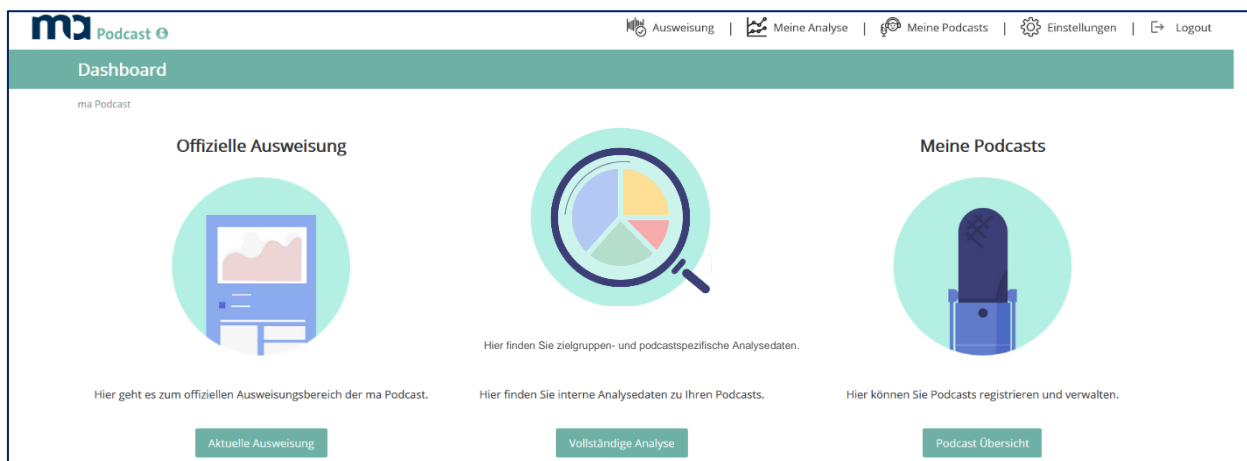 ma Podcast
Ausweisung | Meine Analyse | Meine Podcasts | Einstellungen | Logout
Dashboard
ma Podcast
Offizielle Ausweisung
Meine Podcasts
Hier finden Sie zielgruppen- und podcastspezifische Analysedaten.
Hier geht es zum offiziellen Ausweisungsbereich der ma Podcast.
Hier finden Sie interne Analysedaten zu Ihren Podcasts.
Hier können Sie Podcasts registrieren und verwalten.
Aktuelle Ausweisung
Vollständige Analyse
Podcast Übersicht